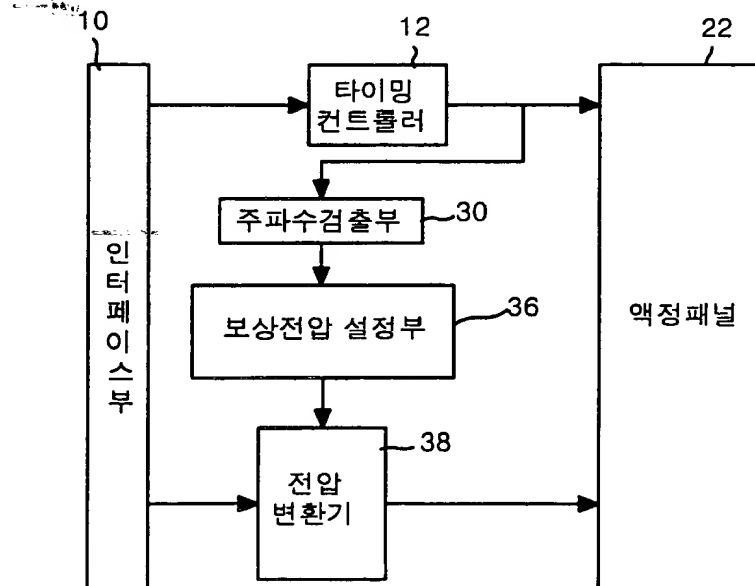 10
12
22
타이밍
컨트롤러
주파수검출부
30
인터페이스부
보상전압 설정부
36
액정패널
38
전압
변환기